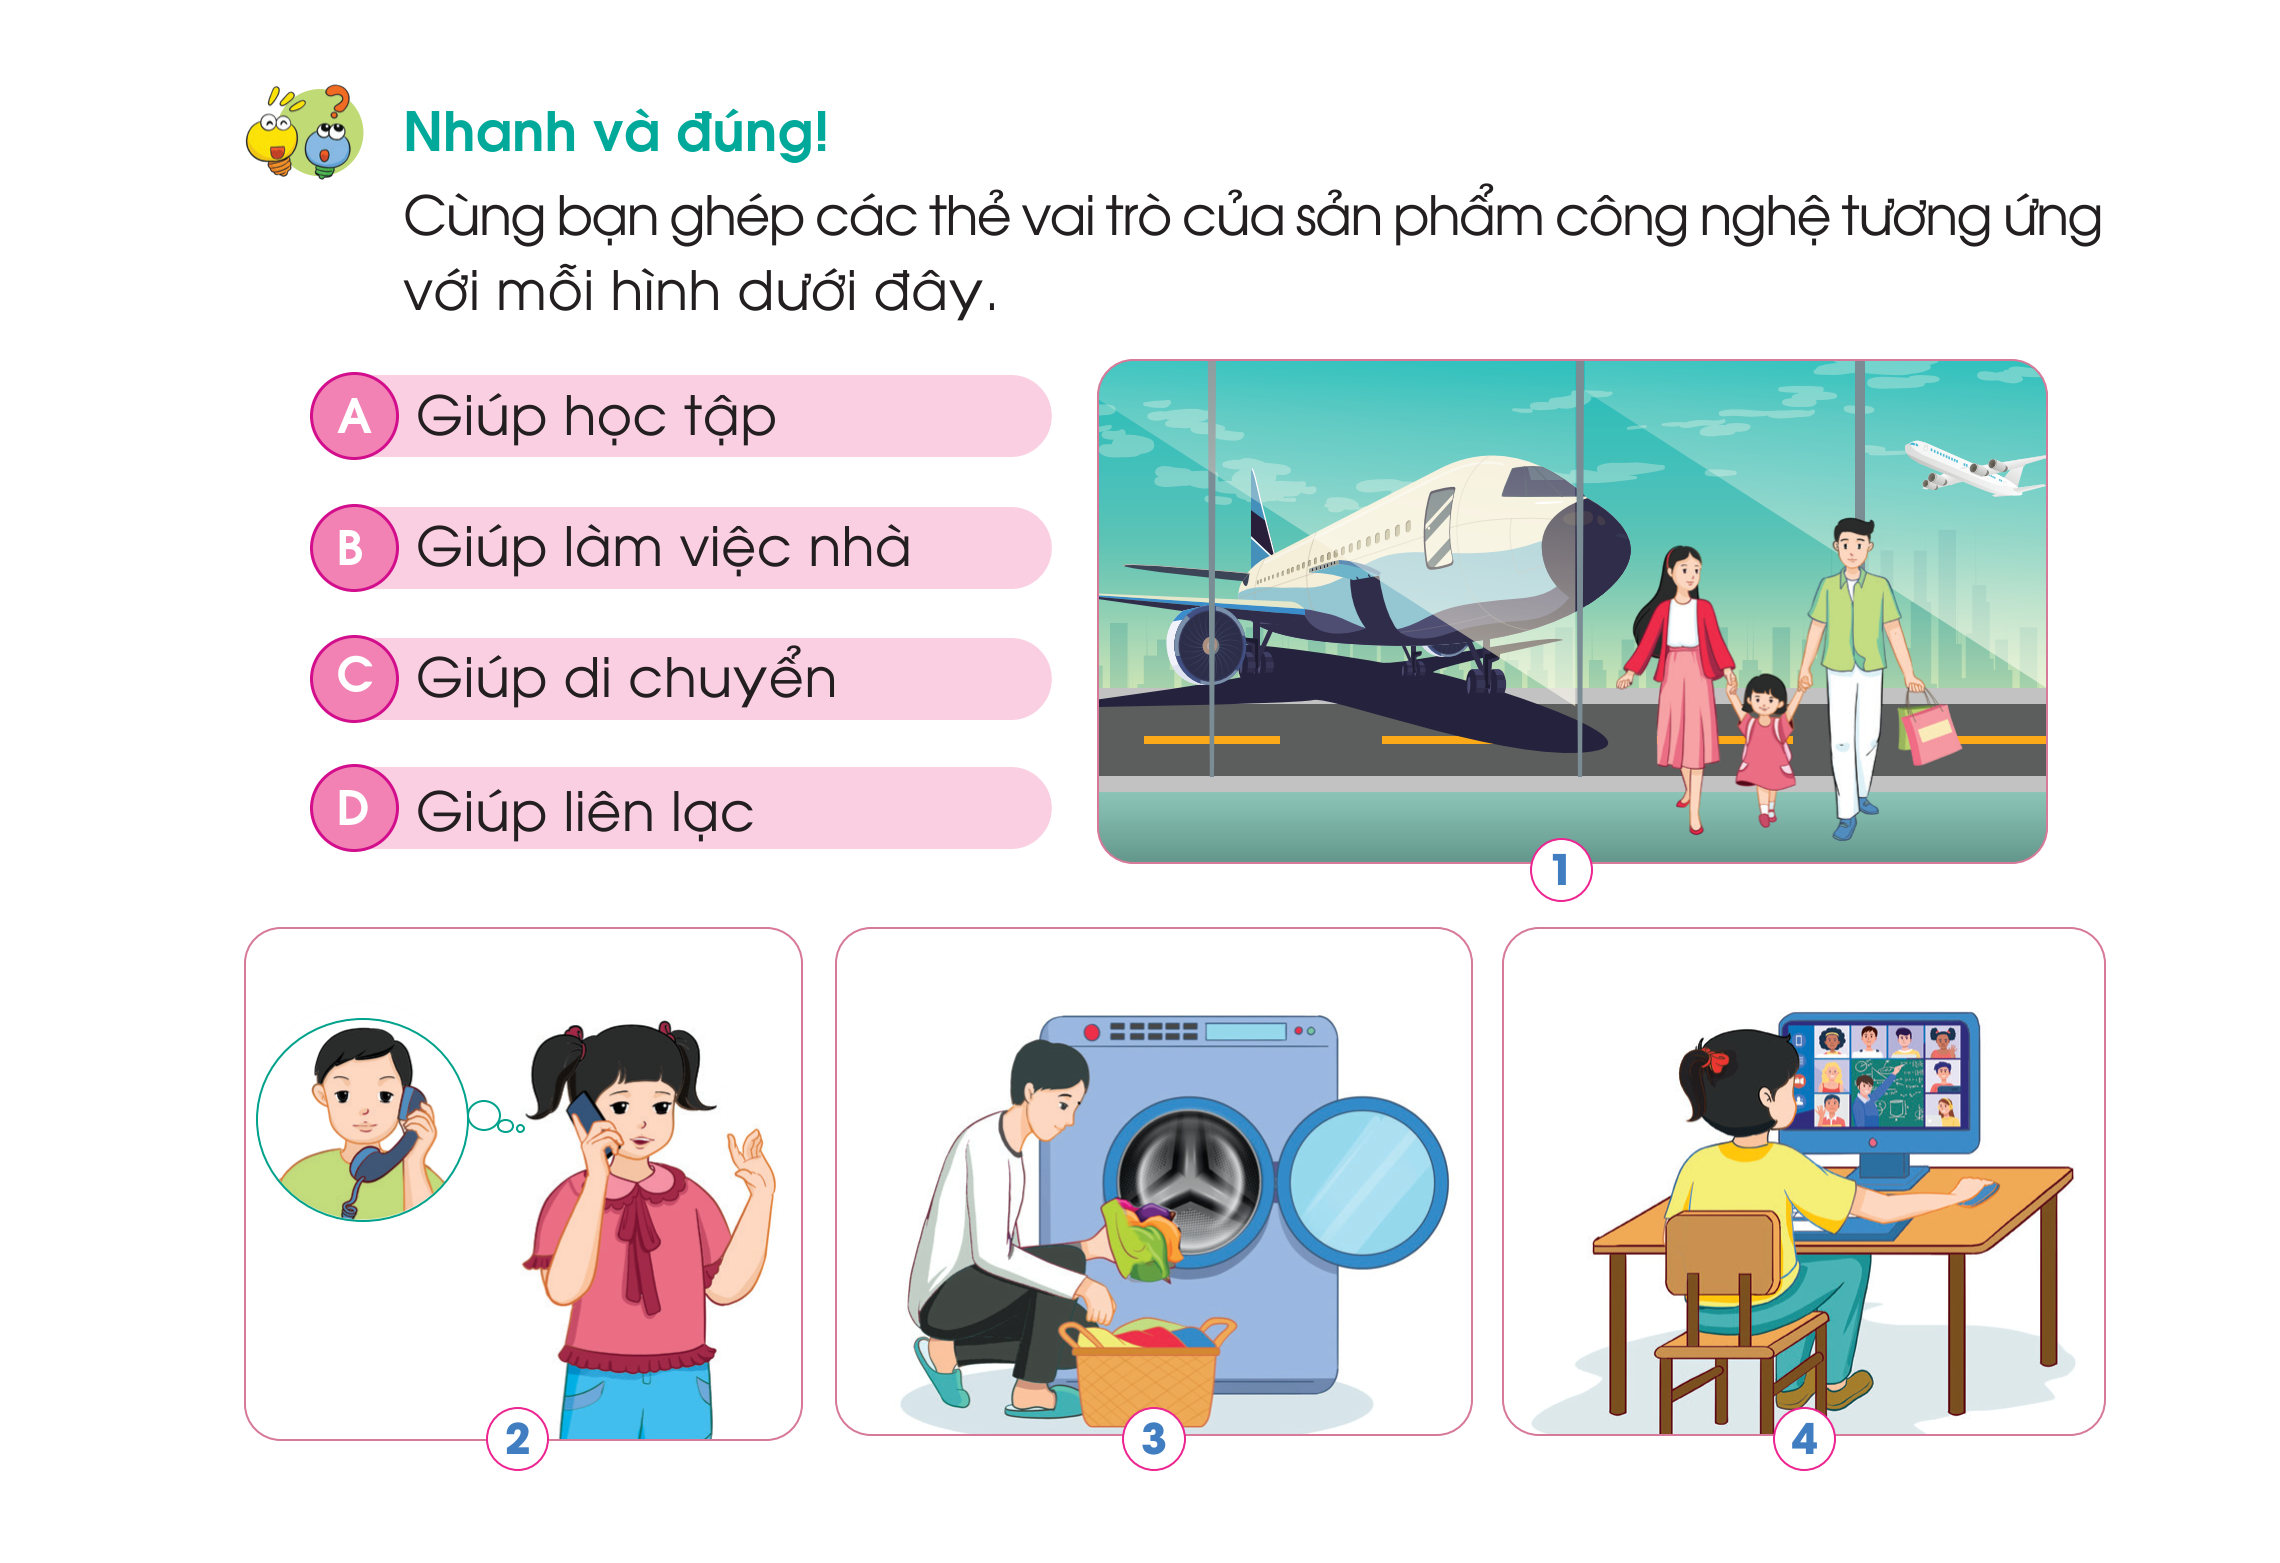 Nhanh và đúng!
Cùng bạn ghép các thẻ vai trò của sản phẩm công nghệ tương ứng
với mỗi hình dưới đây.
A Giúp học tập
B Giúp làm việc nhà
C Giúp di chuyển
D Giúp liên lạc
1
2
3
4